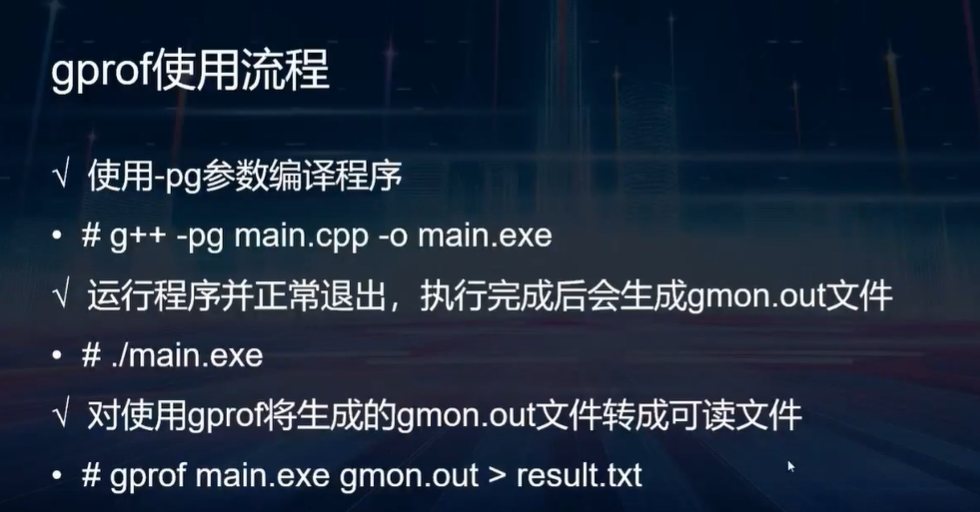 gprof使用流程
√ 使用-pg参数编译程序
• # g++ -pg main.cpp -o main.exe
√ 运行程序并正常退出，执行完成后会生成gmon.out文件
• # ./main.exe
√ 对使用gprof将生成的gmon.out文件转成可读文件
• # gprof main.exe gmon.out > result.txt